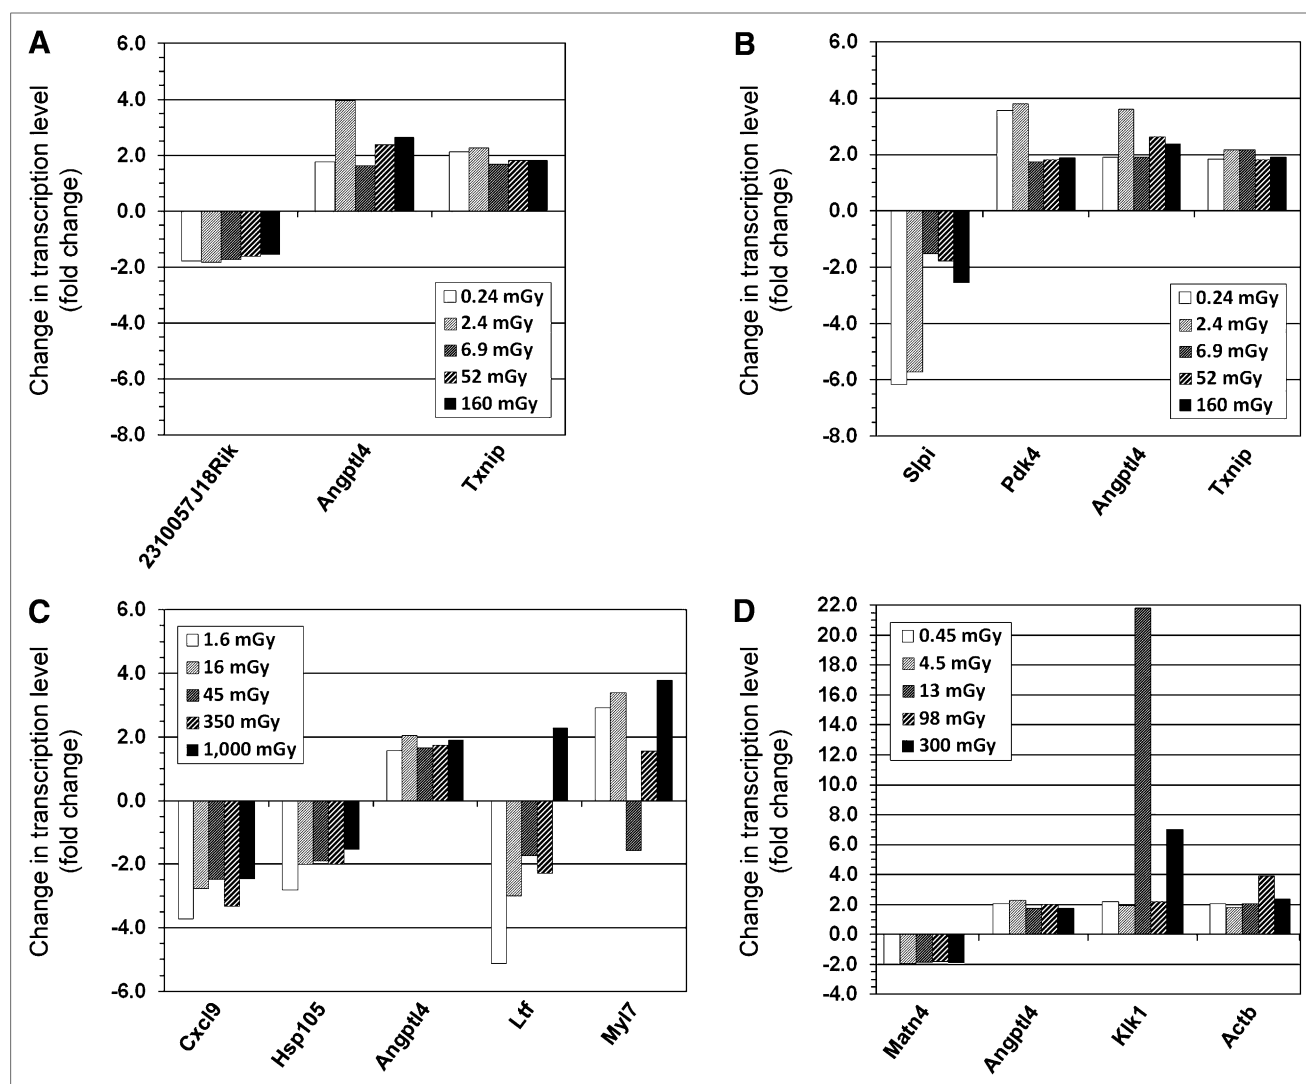 A
Change in transcription level
(fold change)
6.0
4.0
2.0
0.0
-2.0
-4.0
-6.0
-8.0
0.24 mGy
2.4 mGy
6.9 mGy
52 mGy
160 mGy
2310057J18Rik
Angptl4
Txnip
B
Change in transcription level
(fold change)
6.0
4.0
2.0
0.0
-2.0
-4.0
-6.0
-8.0
0.24 mGy
2.4 mGy
6.9 mGy
52 mGy
160 mGy
Slpi
Pdk4
Angptl4
Txnip
C
Change in transcription level
(fold change)
6.0
4.0
2.0
0.0
-2.0
-4.0
-6.0
1.6 mGy
16 mGy
45 mGy
350 mGy
1,000 mGy
Cxcl9
Hsp105
Angptl4
Ltf
Myl7
D
Change in transcription level
(fold change)
22.0
20.0
18.0
16.0
14.0
12.0
10.0
8.0
6.0
4.0
2.0
0.0
-2.0
-4.0
0.45 mGy
4.5 mGy
13 mGy
98 mGy
300 mGy
Matn4
Angptl4
Klk1
Actb